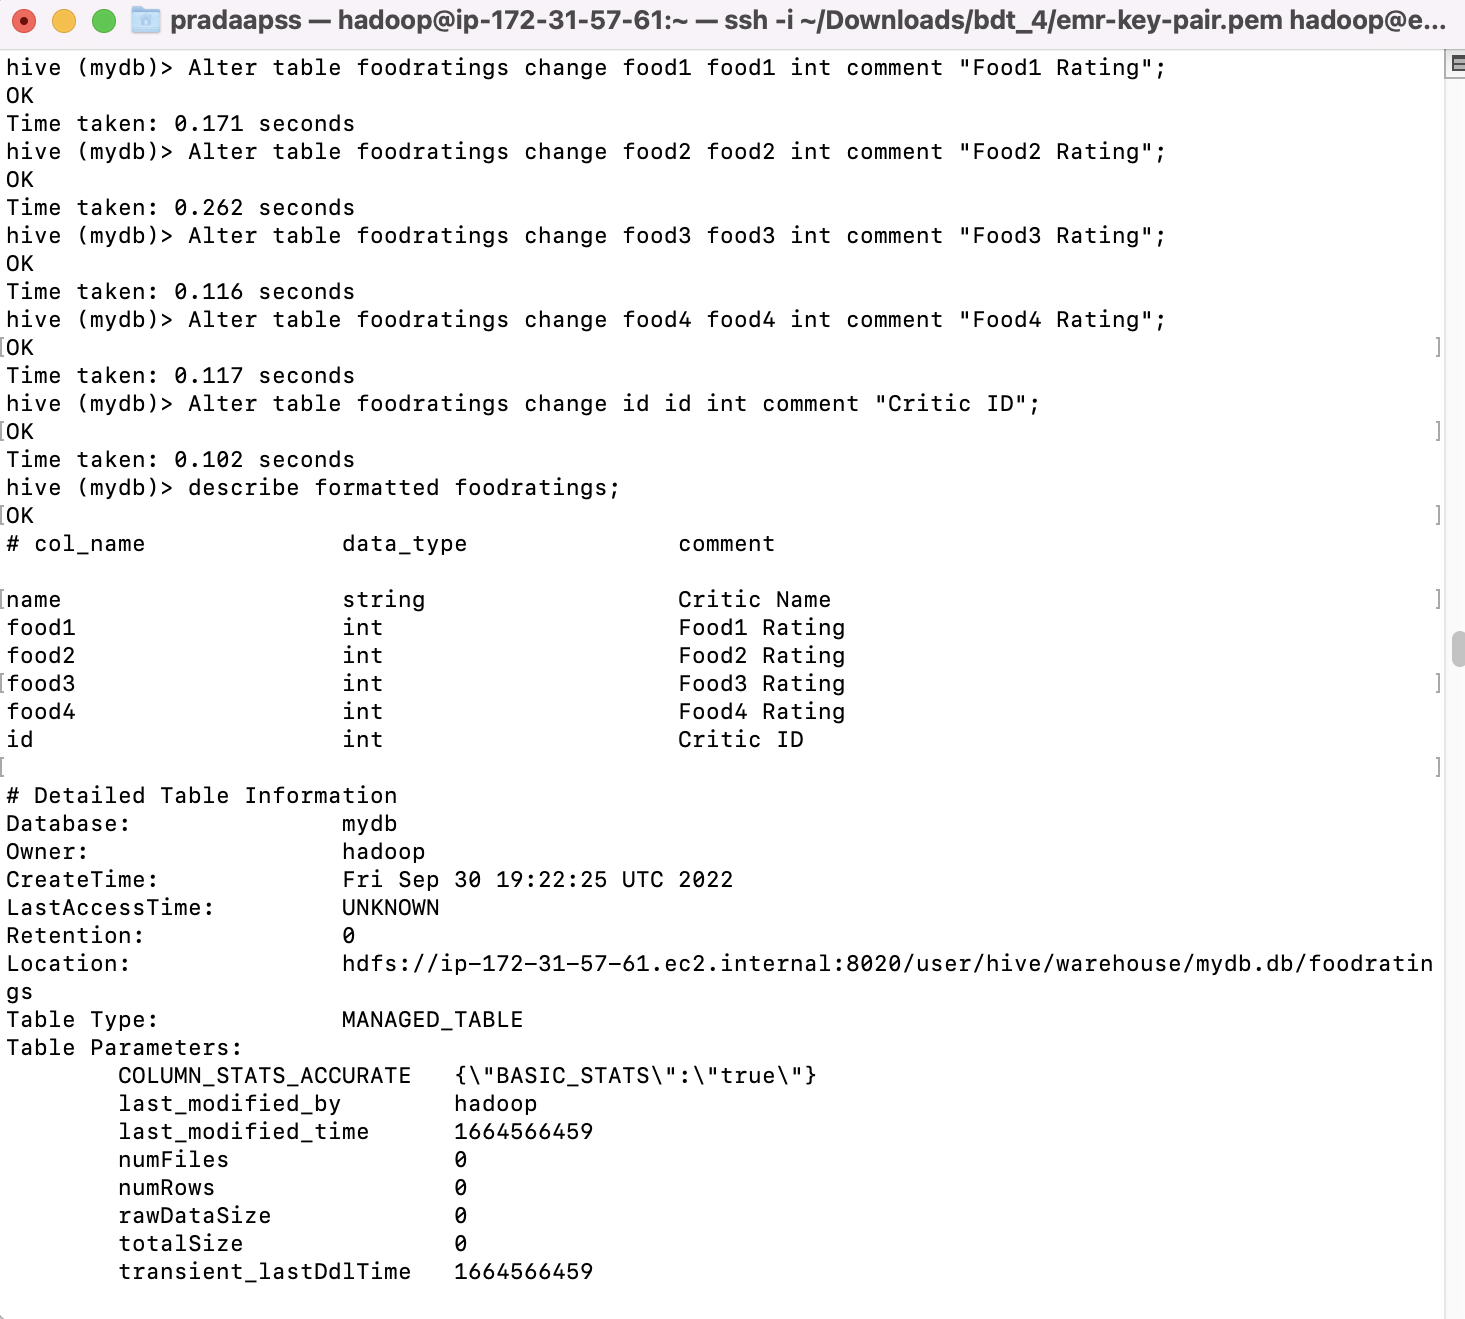 pradaapss — hadoop@ip-172-31-57-61:~ — ssh -i ~/Downloads/bdt_4/emr-key-pair.pem hadoop@e...
hive (mydb)> Alter table foodratings change food1 food1 int comment "Food1 Rating";
OK
Time taken: 0.171 seconds
hive (mydb)> Alter table foodratings change food2 food2 int comment "Food2 Rating";
OK
Time taken: 0.262 seconds
hive (mydb)> Alter table foodratings change food3 food3 int comment "Food3 Rating";
OK
Time taken: 0.116 seconds
hive (mydb)> Alter table foodratings change food4 food4 int comment "Food4 Rating";
[OK ]
Time taken: 0.117 seconds
hive (mydb)> Alter table foodratings change id id int comment "Critic ID";
[OK ]
Time taken: 0.102 seconds
hive (mydb)> describe formatted foodratings;
[OK ]
# col_name data_type comment
[name string Critic Name ]
food1 int Food1 Rating
food2 int Food2 Rating
[food3 int Food3 Rating ]
food4 int Food4 Rating
id int Critic ID
[ ]
# Detailed Table Information
Database: mydb
Owner: hadoop
CreateTime: Fri Sep 30 19:22:25 UTC 2022
LastAccessTime: UNKNOWN
Retention: 0
Location: hdfs://ip-172-31-57-61.ec2.internal:8020/user/hive/warehouse/mydb.db/foodratin
gs
Table Type: MANAGED_TABLE
Table Parameters:
COLUMN_STATS_ACCURATE {\"BASIC_STATS\":\"true\"}
last_modified_by hadoop
last_modified_time 1664566459
numFiles 0
numRows 0
rawDataSize 0
totalSize 0
transient_lastDdlTime 1664566459